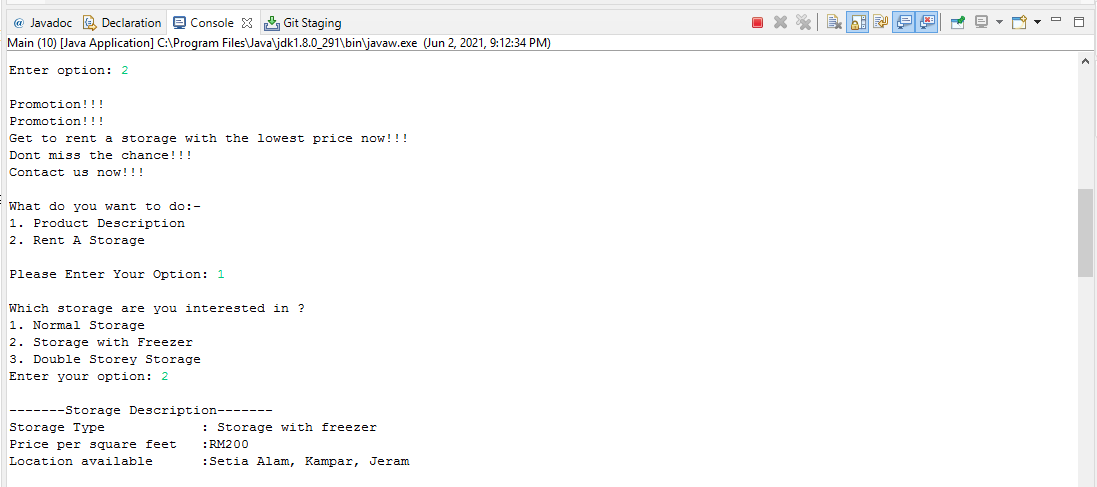 @ Javadoc Declaration Console Git Staging
Main (10) [Java Application] C:\Program Files\Java\jdk1.8.0_291\bin\javaw.exe (Jun 2, 2021, 9:12:34 PM)
Enter option: 2
Promotion!!!
Promotion!!!
Get to rent a storage with the lowest price now!!!
Dont miss the chance!!!
Contact us now!!!
What do you want to do:-
1. Product Description
2. Rent A Storage
Please Enter Your Option: 1
Which storage are you interested in ?
1. Normal Storage
2. Storage with Freezer
3. Double Storey Storage
Enter your option: 2
-------Storage Description-------
Storage Type            : Storage with freezer
Price per square feet   :RM200
Location available      :Setia Alam, Kampar, Jeram